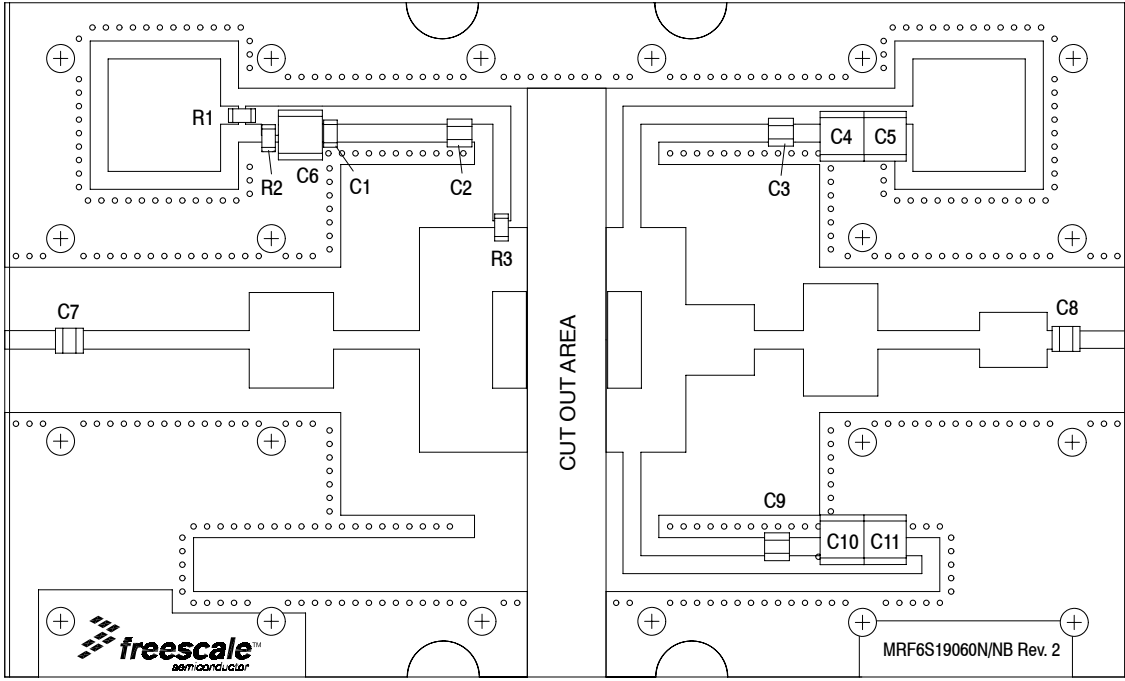 R1
R2
C6
C1
C2
C3
C4
C5
R3
C7
C8
CUT OUT AREA
C9
C10
C11
freescale™
semiconductor
MRF6S19060N/NB Rev. 2